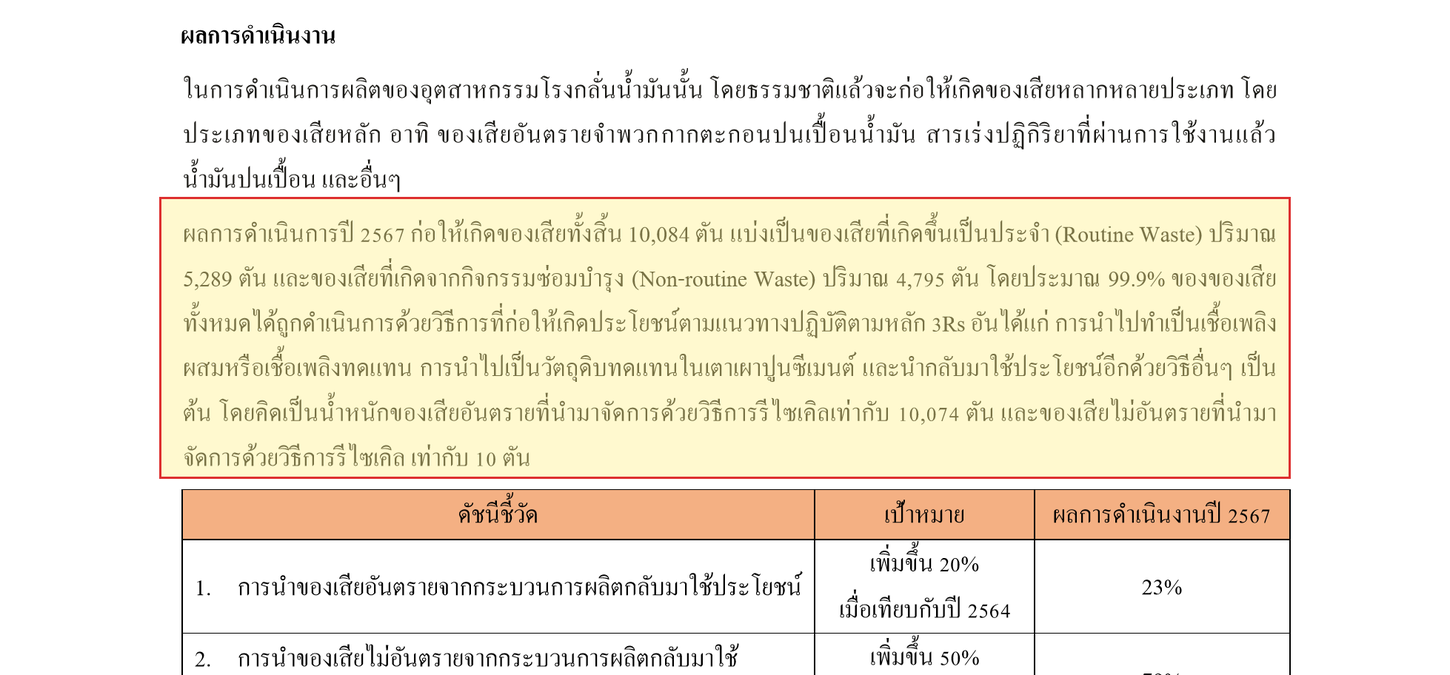 ผลการดำเนินงาน
ในการดำเนินการผลิตของอุตสาหกรรมโรงกลั่นน้ำมันนั้น โดยธรรมชาติแล้วจะก่อให้เกิดของเสียหลากหลายประเภท โดย
ประเภทของเสียหลัก อาทิ ของเสียอันตรายจำพวกกากตะกอนปนเปื้อนน้ำมัน สารเร่งปฏิกิริยาที่ผ่านการใช้งานแล้ว
น้ำมันปนเปื้อน และอื่นๆ
ผลการดำเนินการปี 2567 ก่อให้เกิดของเสียทั้งสิ้น 10,084 ตัน แบ่งเป็นของเสียที่เกิดขึ้นเป็นประจำ (Routine Waste) ปริมาณ
5,289 ตัน และของเสียที่เกิดจากกิจกรรมซ่อมบำรุง (Non-routine Waste) ปริมาณ 4,795 ตัน โดยประมาณ 99.9% ของของเสีย
ทั้งหมดได้ถูกดำเนินการด้วยวิธีการที่ก่อให้เกิดประโยชน์ตามแนวทางปฏิบัติตามหลัก 3Rs อันได้แก่ การนำไปทำเป็นเชื้อเพลิง
ผสมหรือเชื้อเพลิงทดแทน การนำไปเป็นวัตถุดิบทดแทนในเตาเผาปูนซีเมนต์ และนำกลับมาใช้ประโยชน์อีกด้วยวิธีอื่นๆ เป็น
ต้น โดยคิดเป็นน้ำหนักของเสียอันตรายที่นำมาจัดการด้วยวิธีการรีไซเคิลเท่ากับ 10,074 ตัน และของเสียไม่อันตรายที่นำมา
จัดการด้วยวิธีการรีไซเคิล เท่ากับ 10 ตัน
ดัชนีชี้วัด เป้าหมาย ผลการดำเนินงานปี 2567
1. การนำของเสียอันตรายจากกระบวนการผลิตกลับมาใช้ประโยชน์ เพิ่มขึ้น 20% เมื่อเทียบกับปี 2564 23%
2. การนำของเสียไม่อันตรายจากกระบวนการผลิตกลับมาใช้ เพิ่มขึ้น 50%